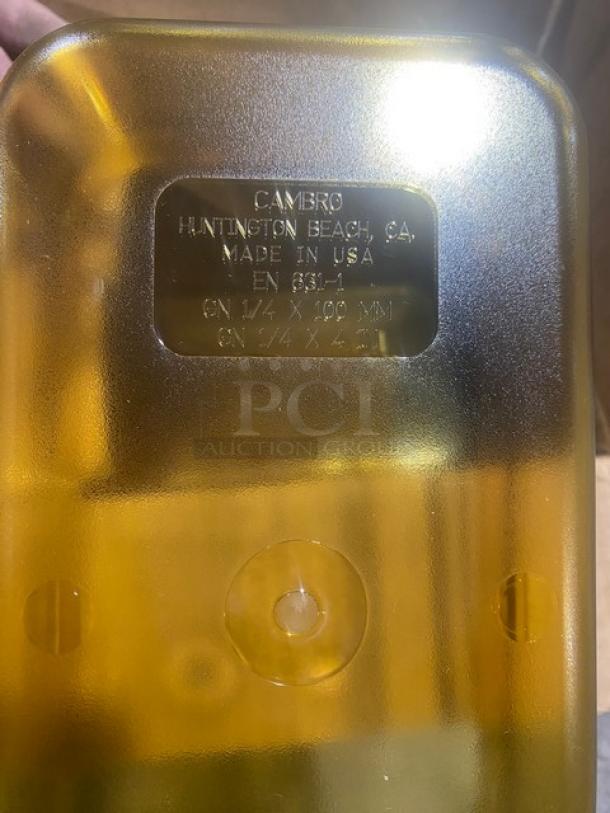 CAMBRO
HUNTINGTON BEACH, CA.
MADE IN USA
EN 631-1
GN 1/4 X 100 MM
GN 1/4 X 4 IN
PCI
AUCTION GROUP